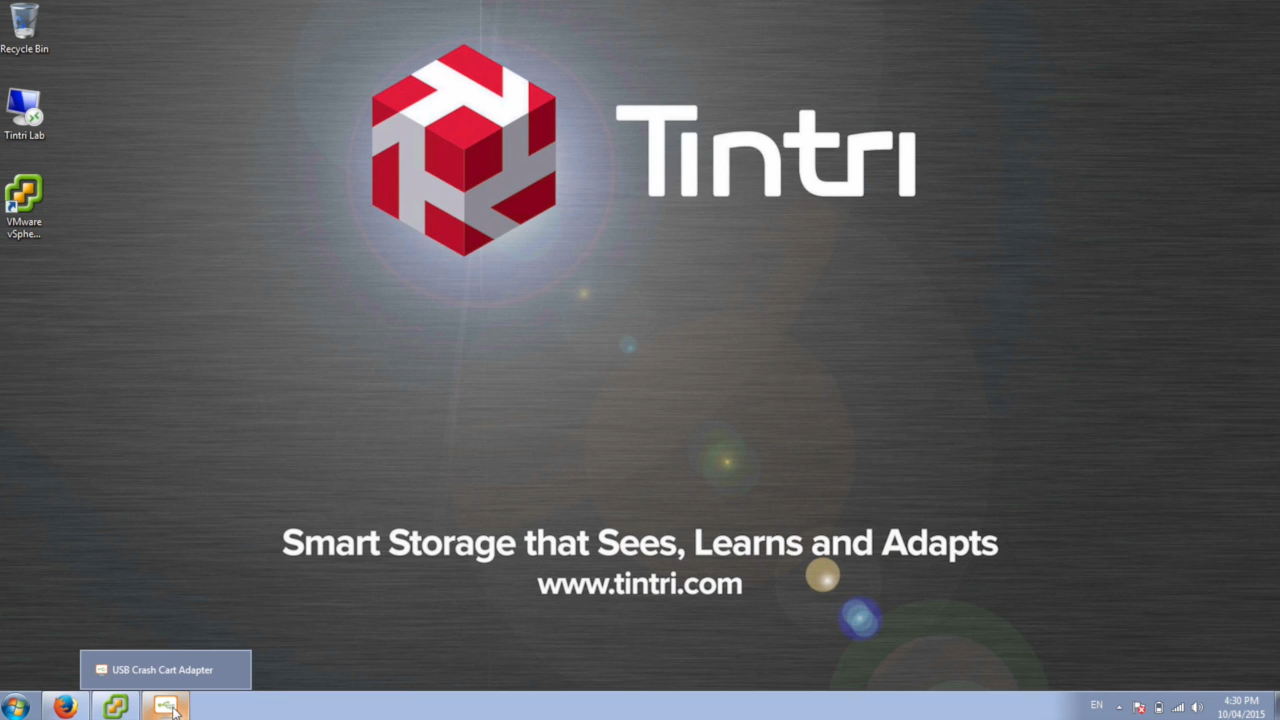 Recycle Bin
Tintri Lab
VMware
vSphe...
Tintri
Smart Storage that Sees, Learns and Adapts
www.tintri.com
USB Crash Cart Adapter
EN
4:30 PM
10/04/2015